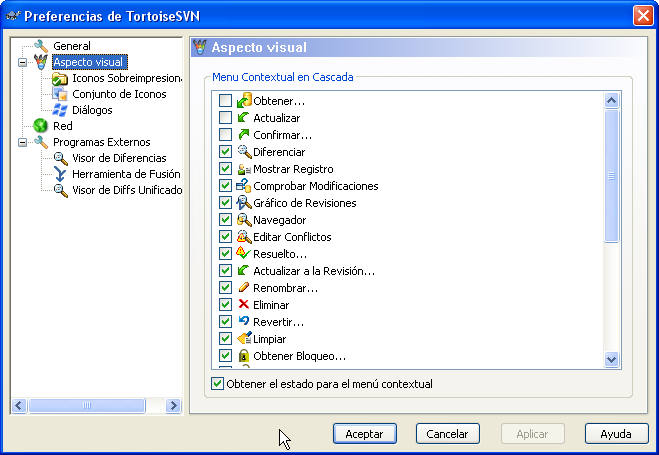 Preferencias de TortoiseSVN
General
Aspecto visual
Iconos Sobreimpresion
Conjunto de Iconos
Diálogos
Red
Programas Externos
Visor de Diferencias
Herramienta de Fusión
Visor de Diffs Unificado
Aspecto visual
Menu Contextual en Cascada
Obtener...
Actualizar
Confirmar...
Diferenciar
Mostrar Registro
Comprobar Modificaciones
Gráfico de Revisiones
Navegador
Editar Conflictos
Resuelto...
Actualizar a la Revisión...
Renombrar...
Eliminar
Revertir...
Limpiar
Obtener Bloqueo...
Obtener el estado para el menú contextual
Aceptar
Cancelar
Aplicar
Ayuda